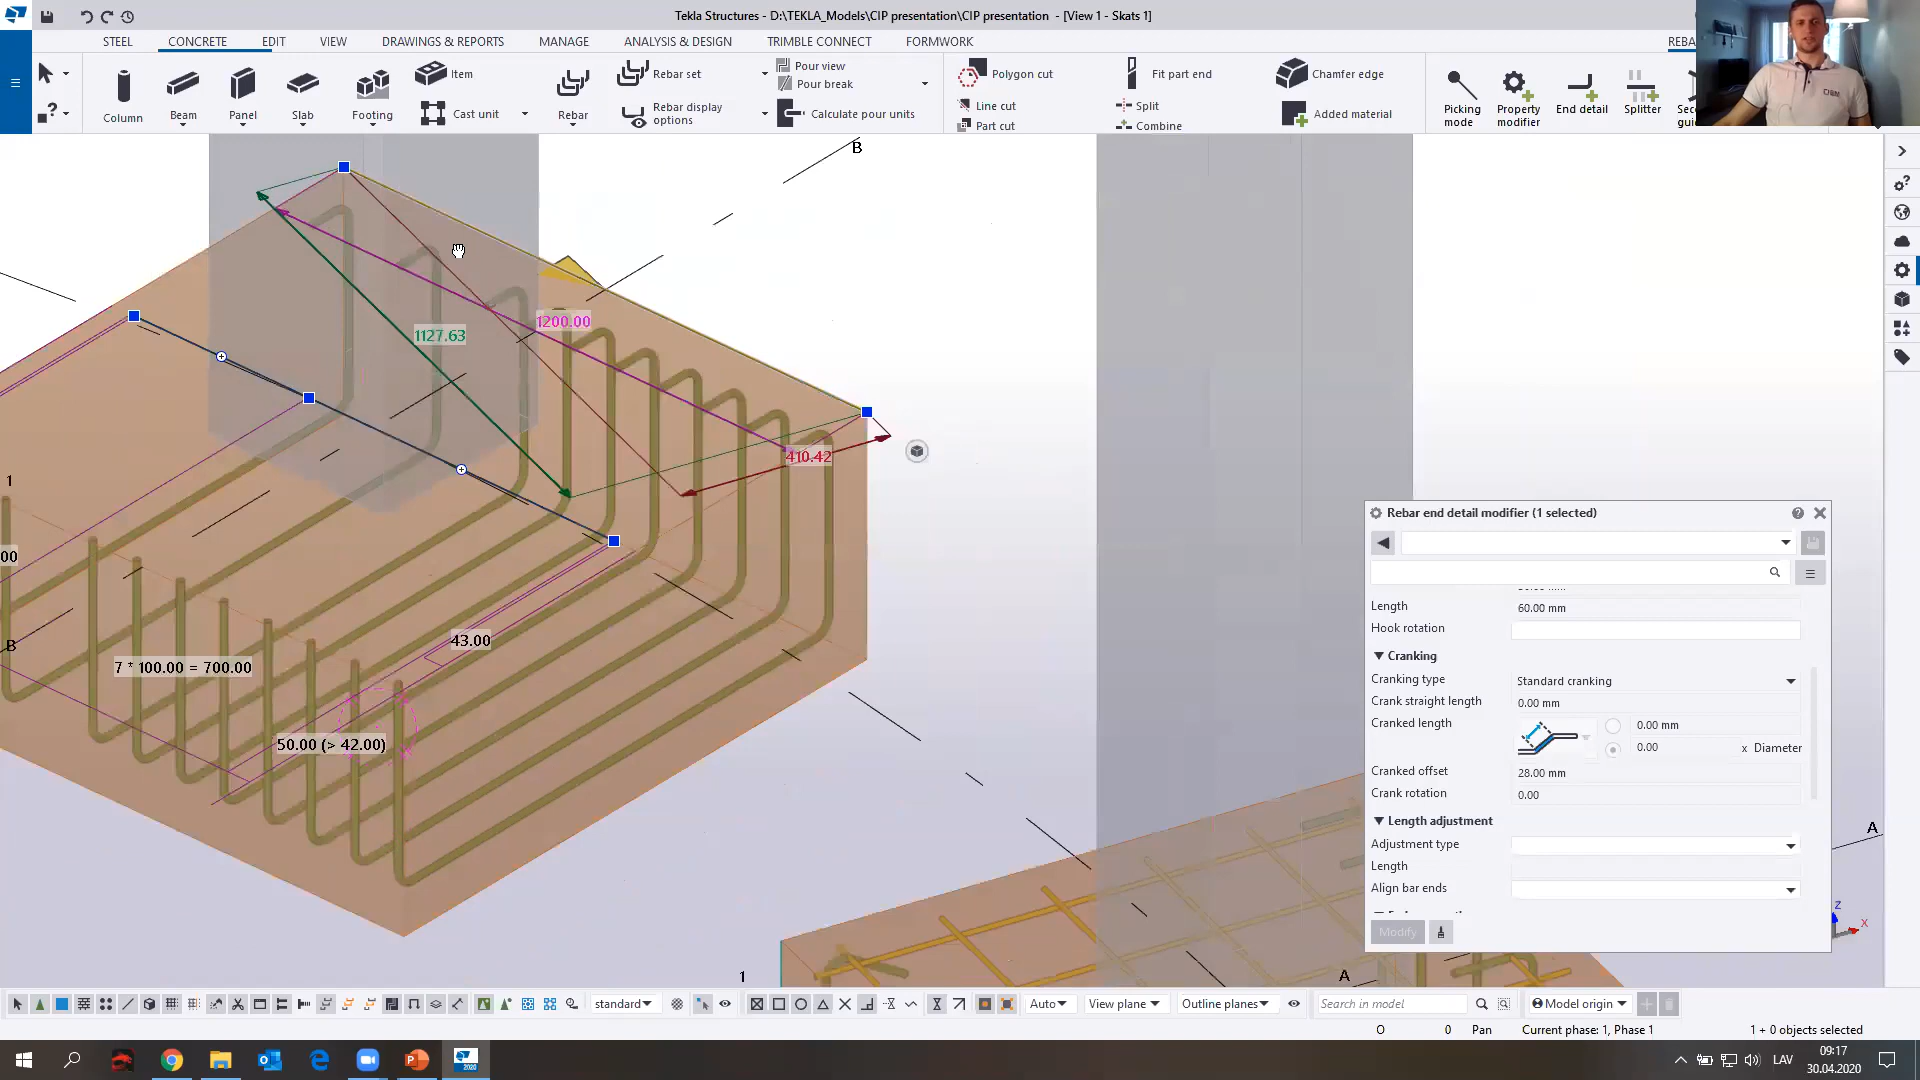 Tekla Structures - D:\TEKLA_Models\CIP presentation\CIP presentation - [View 1 - Skats 1]
STEEL CONCRETE EDIT VIEW DRAWINGS & REPORTS MANAGE ANALYSIS & DESIGN TRIMBLE CONNECT FORMWORK REBA
Column
Beam
Panel
Slab
Footing
Item
Cast unit
Rebar
Rebar set
Rebar display options
Pour view
Pour break
Calculate pour units
Polygon cut
Line cut
Part cut
Fit part end
Split
Combine
Chamfer edge
Added material
Picking mode
Property modifier
End detail
Splitter
B
1200.00
1127.63
410.42
1
00
B
43.00
7 * 100.00 = 700.00
50.00 (> 42.00)
Rebar end detail modifier (1 selected)
Length 60.00 mm
Hook rotation
Cranking
Cranking type Standard cranking
Crank straight length 0.00 mm
Cranked length 0.00 mm
0.00 x Diameter
Cranked offset 28.00 mm
Crank rotation 0.00
Length adjustment
Adjustment type
Length
Align bar ends
Modify
A
Z
X
1
A
standard
Auto
View plane
Outline planes
Search in model
Model origin
O 0 Pan Current phase: 1, Phase 1 1 + 0 objects selected
2020
LAV
09:17
30.04.2020